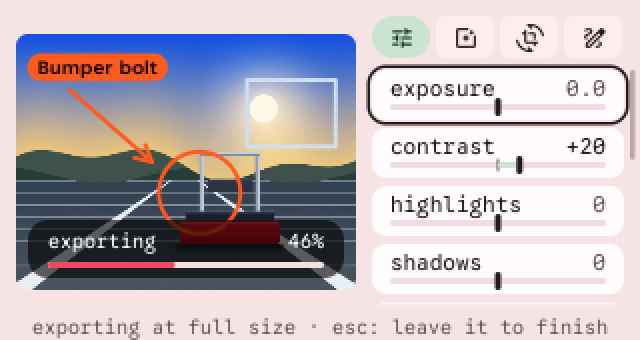 Bumper bolt
exporting 46%
exposure 0.0
contrast +20
highlights 0
shadows 0
exporting at full size · esc: leave it to finish